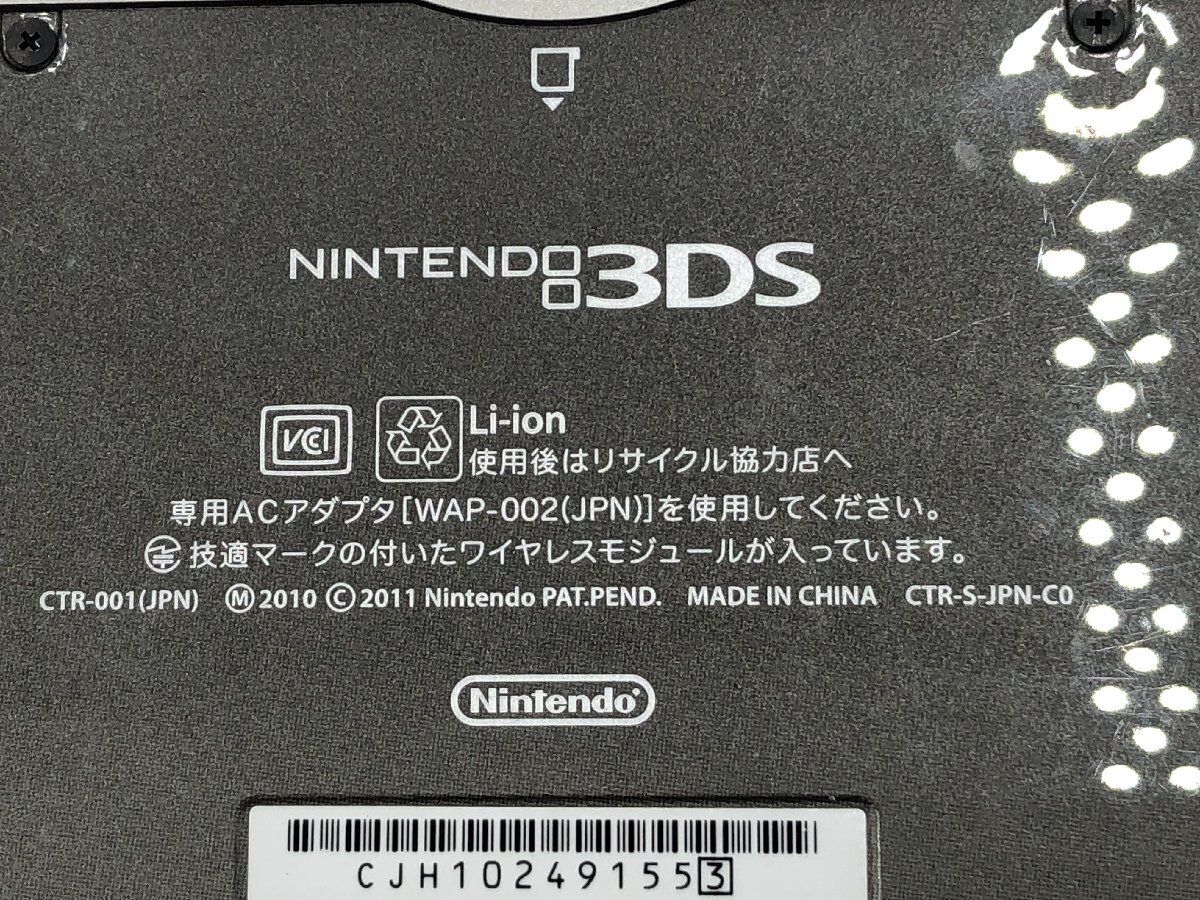 NINTENDO 3DS
VCI
Li-ion
使用後はリサイクル協力店へ
専用ACアダプタ[WAP-002(JPN)]を使用してください。
技適マークの付いたワイヤレスモジュールが入っています。
CTR-001(JPN) Ⓜ2010 ©2011 Nintendo PAT.PEND. MADE IN CHINA CTR-S-JPN-C0
Nintendo
CJH102491553